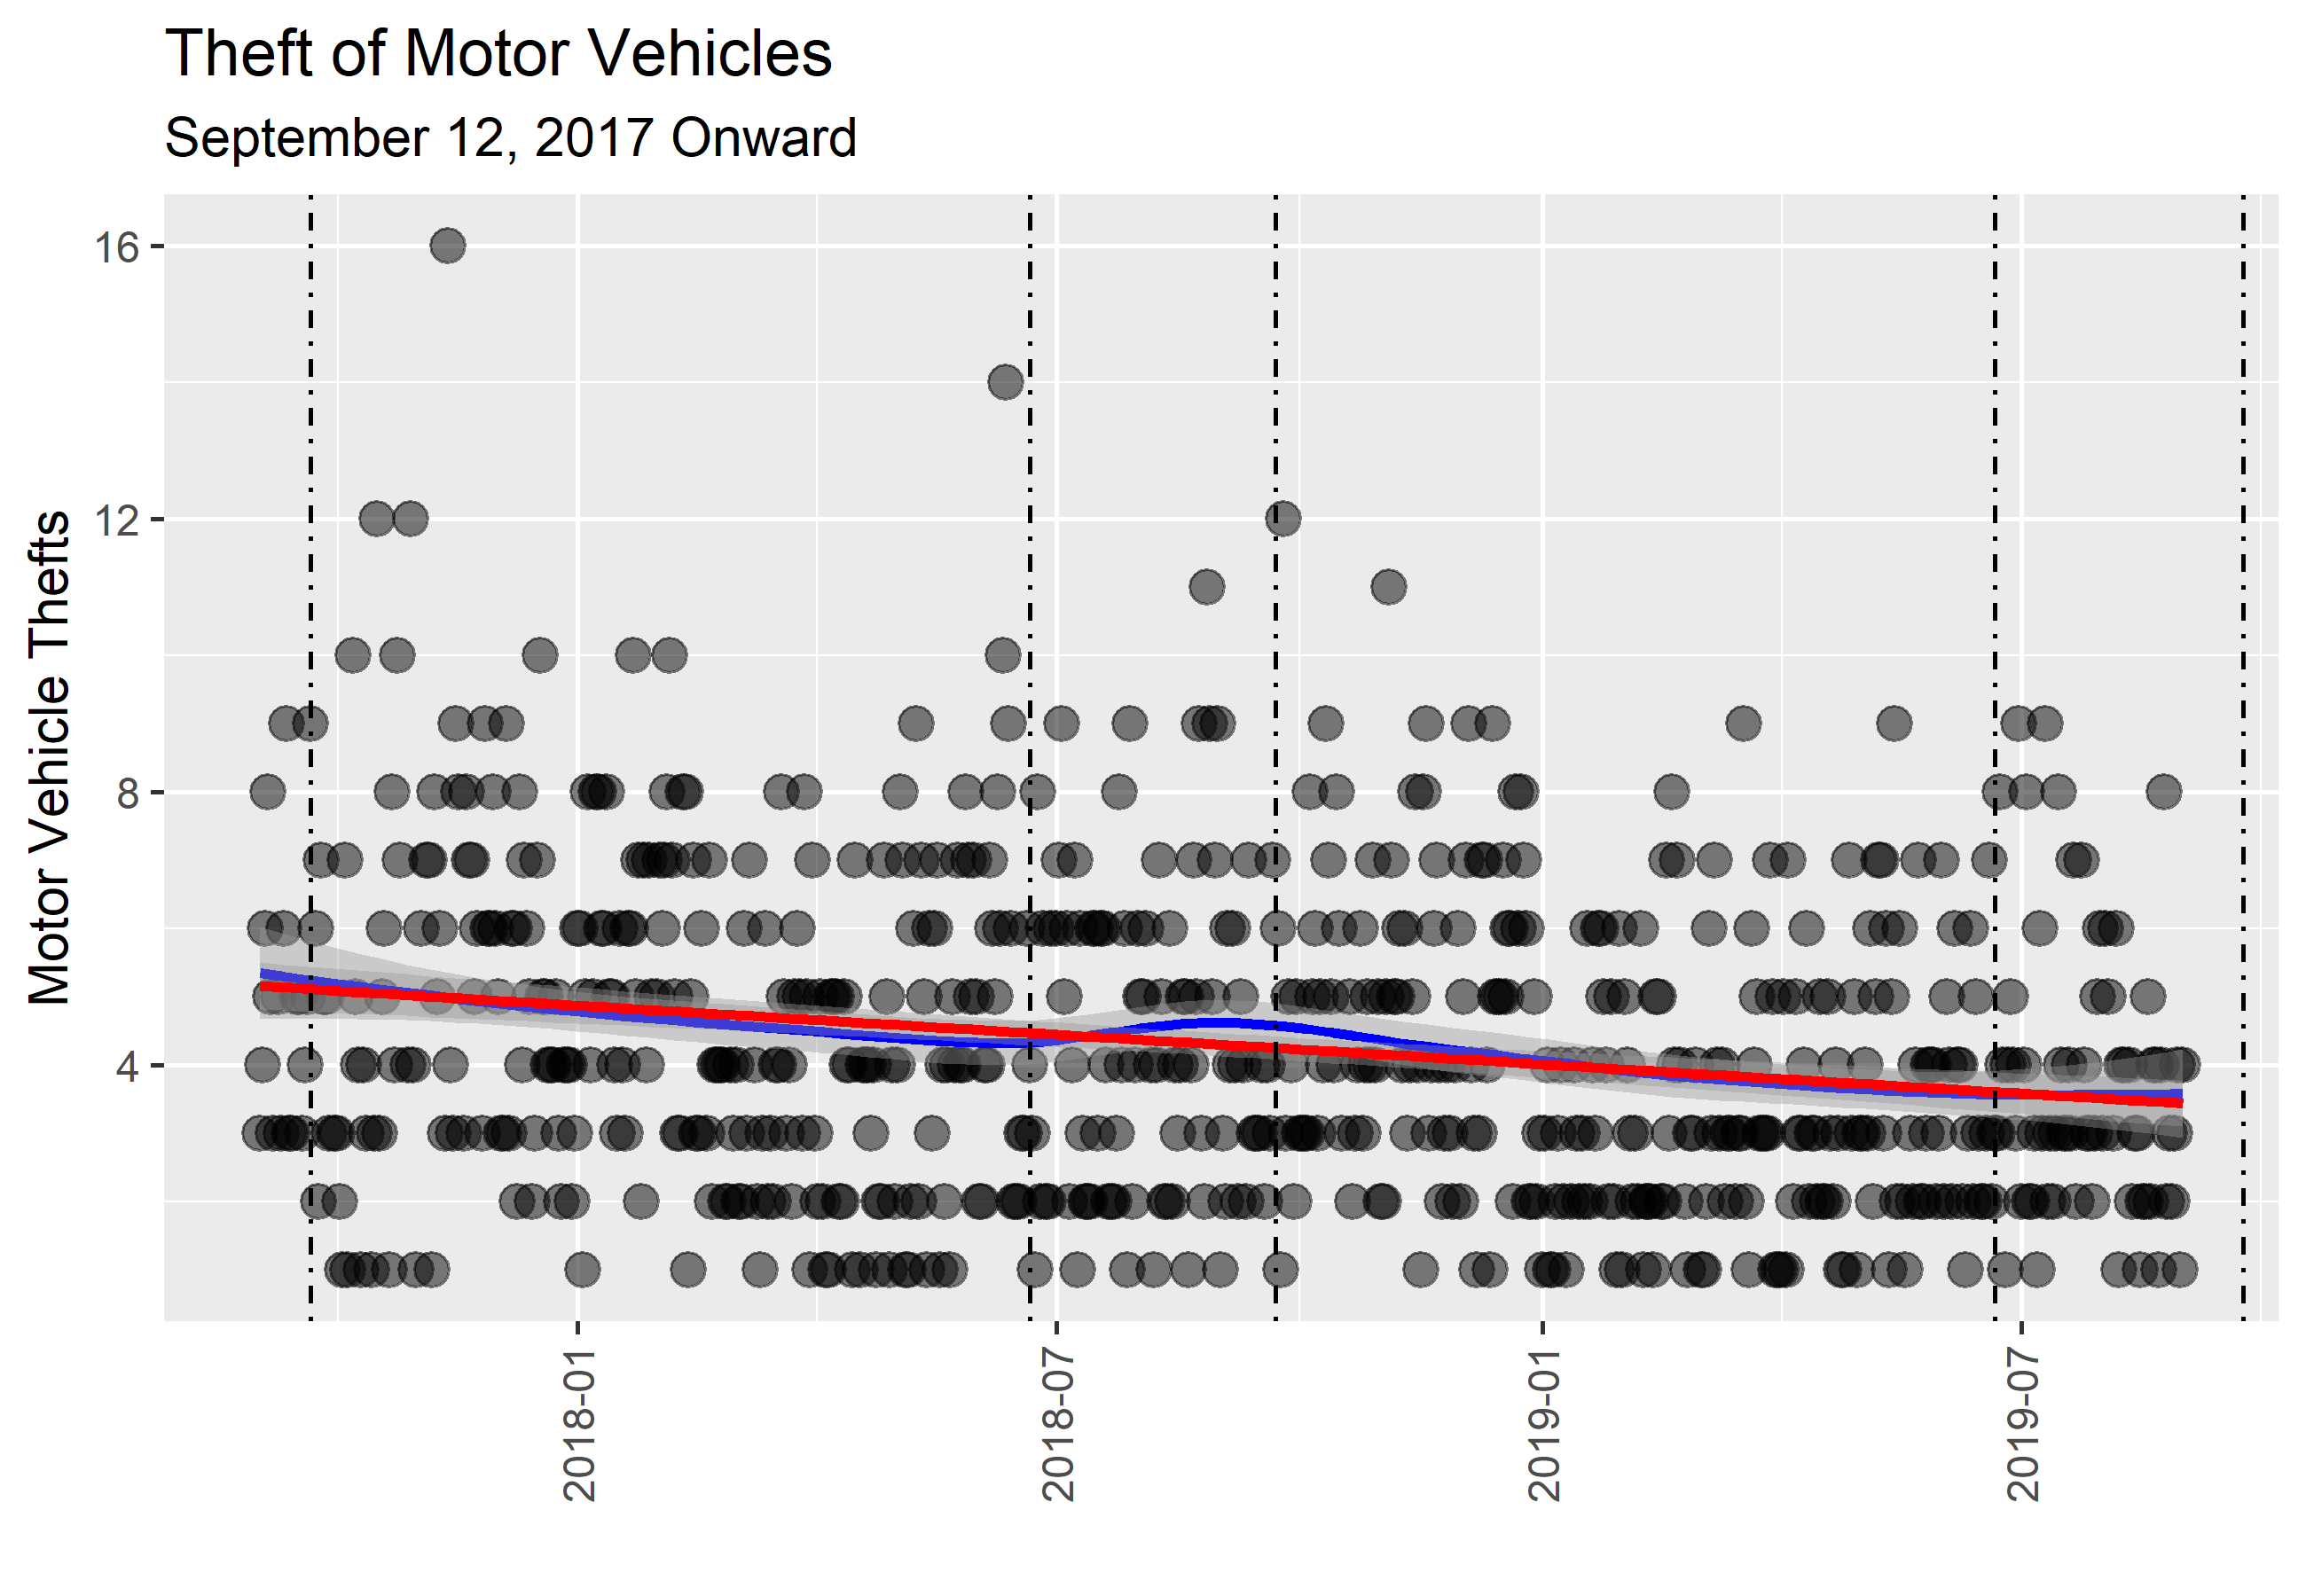 Theft of Motor Vehicles
September 12, 2017 Onward
Motor Vehicle Thefts
16
12
8
4
2018-01
2018-07
2019-01
2019-07